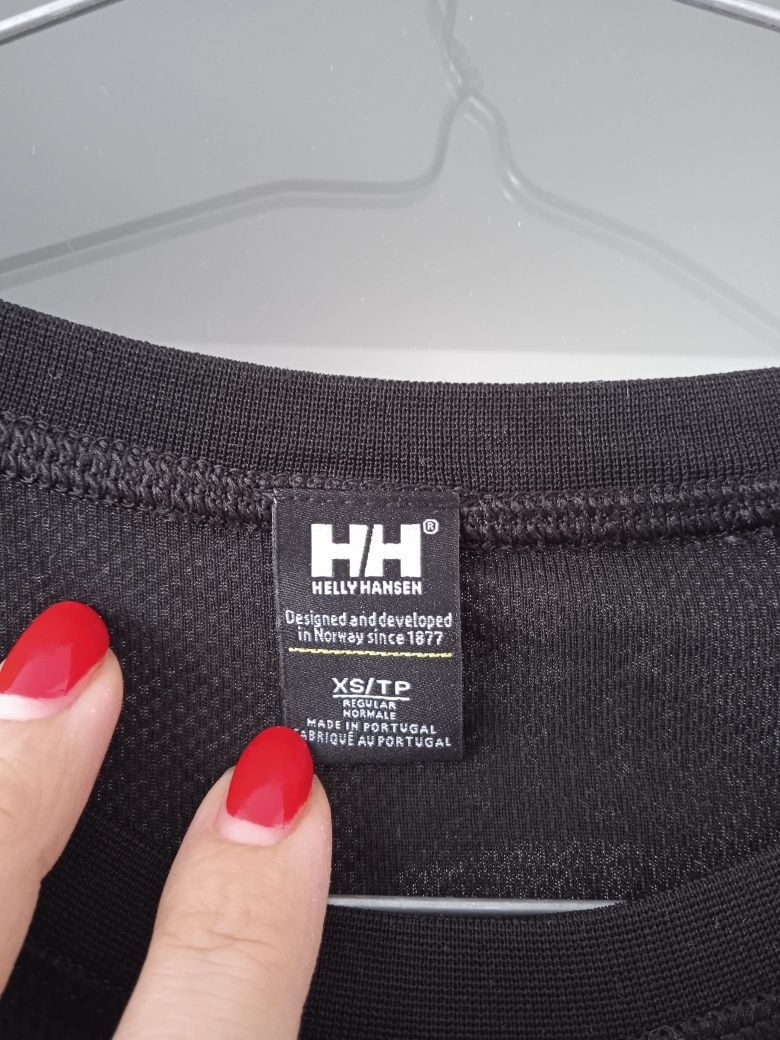 HH®
HELLY HANSEN
Designed and developed
in Norway since 1877
XS/TP
REGULAR
NORMALE
MADE IN PORTUGAL
ABRIQUÉ AU PORTUGAL